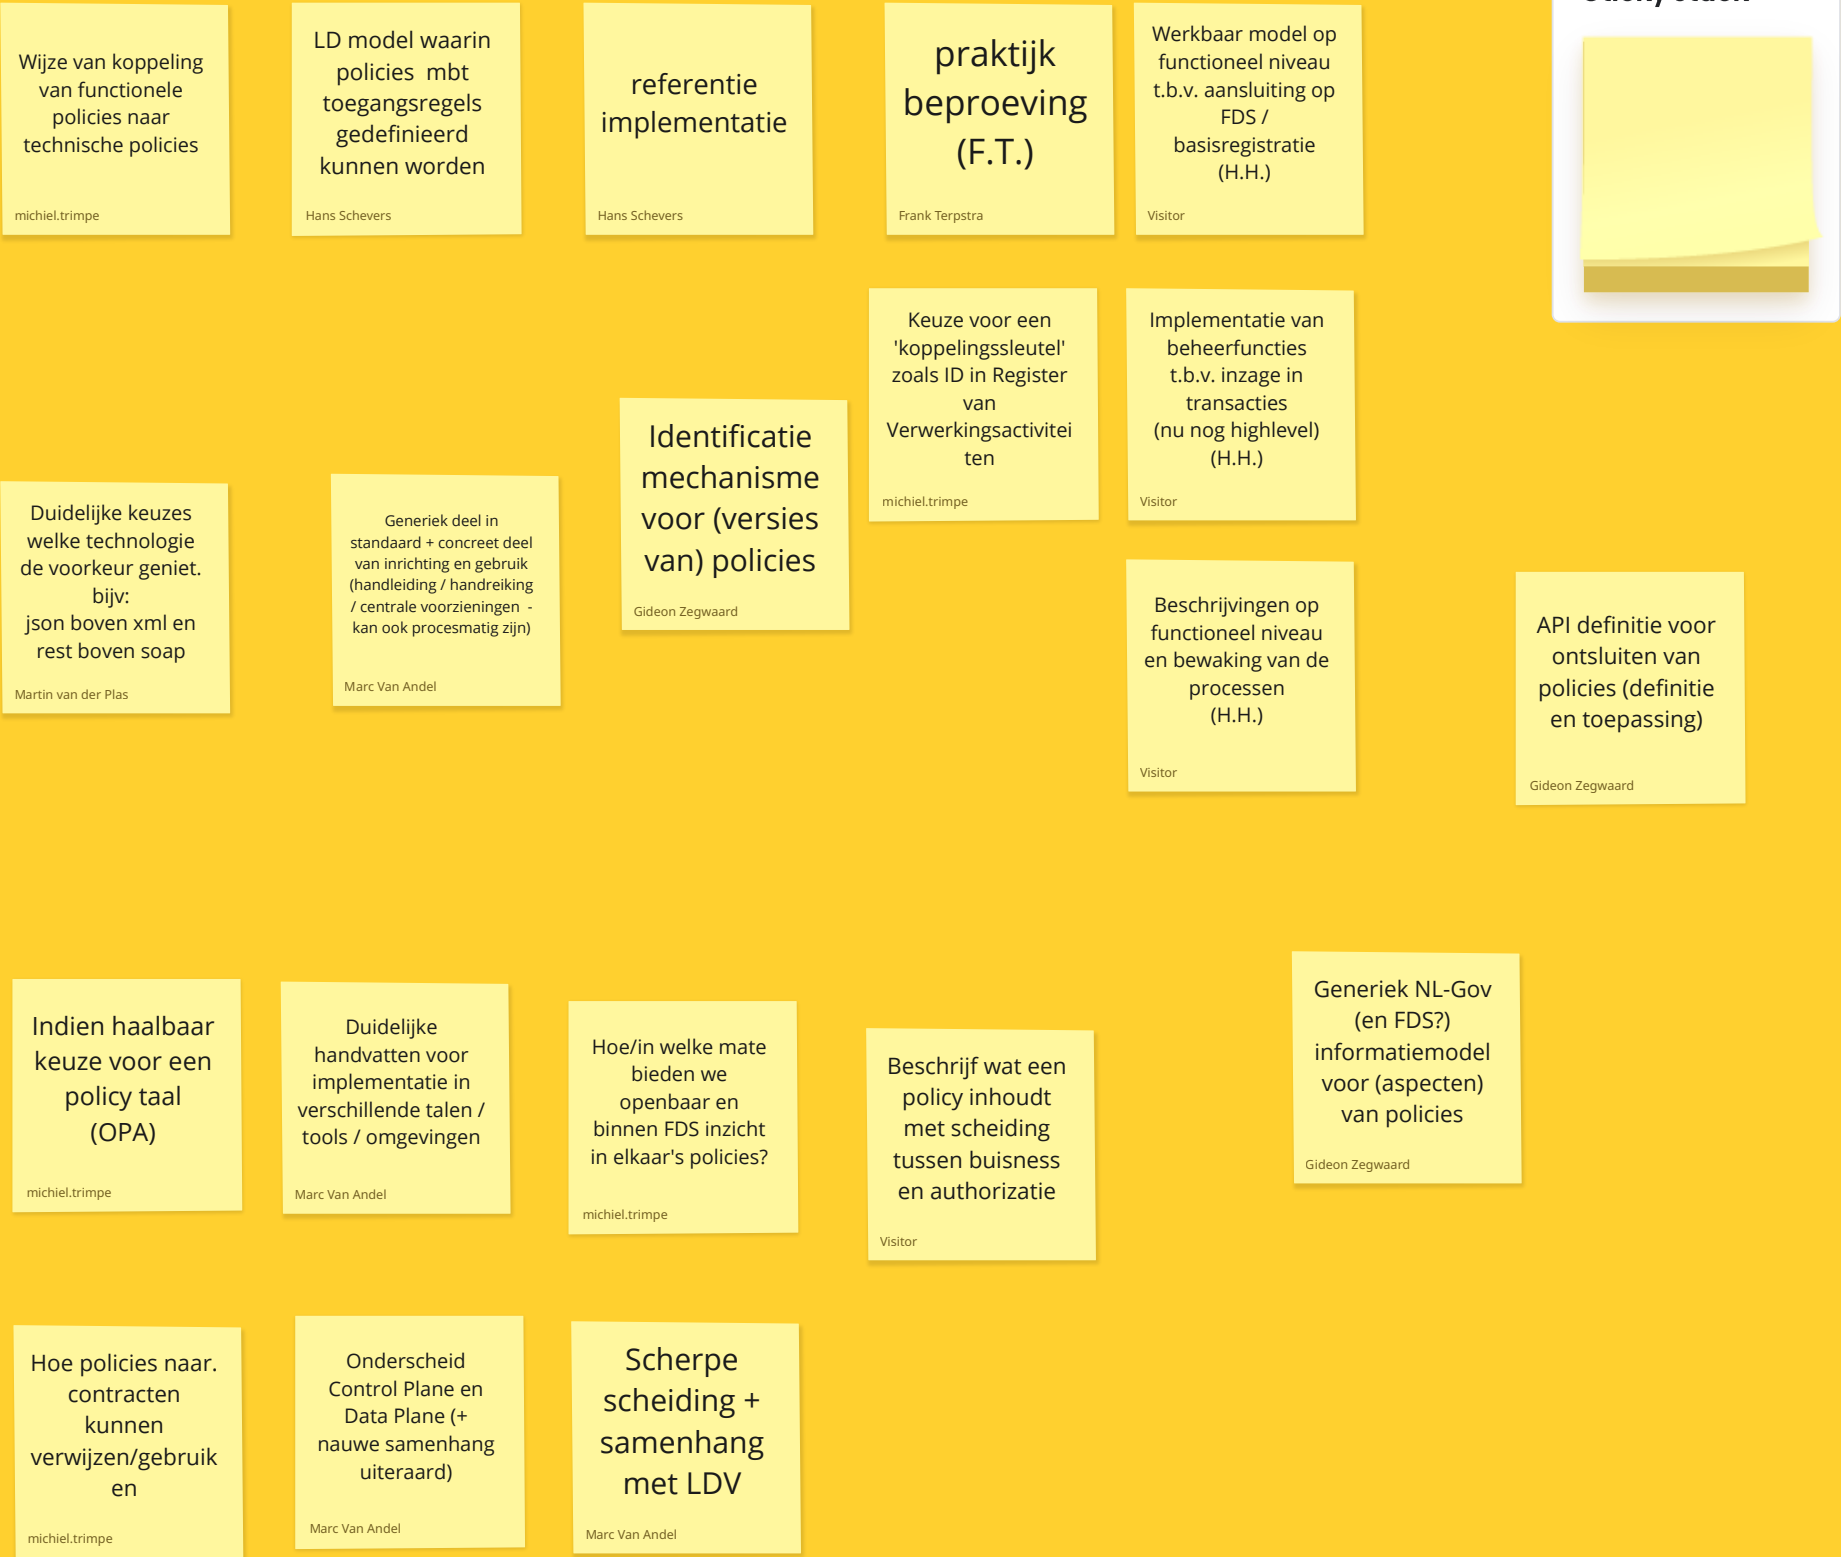 Wijze van koppeling
van functionele
policies naar
technische policies
michiel.trimpe
LD model waarin
policies mbt
toegangsregels
gedefinieerd
kunnen worden
Hans Schevers
referentie
implementatie
Hans Schevers
praktijk
beproeving
(F.T.)
Frank Terpstra
Werkbaar model op
functioneel niveau
t.b.v. aansluiting op
FDS /
basisregistratie
(H.H.)
Visitor
Keuze voor een
'koppelingssleutel'
zoals ID in Register
van
Verwerkingsactivitei
ten
michiel.trimpe
Implementatie van
beheerfuncties
t.b.v. inzage in
transacties
(nu nog highlevel)
(H.H.)
Visitor
Duidelijke keuzes
welke technologie
de voorkeur geniet.
bijv:
json boven xml en
rest boven soap
Martin van der Plas
Generiek deel in
standaard + concreet deel
van inrichting en gebruik
(handleiding / handreiking
/ centrale voorzieningen -
kan ook procesmatig zijn)
Marc Van Andel
Identificatie
mechanisme
voor (versies
van) policies
Gideon Zegwaard
Beschrijvingen op
functioneel niveau
en bewaking van de
processen
(H.H.)
Visitor
API definitie voor
ontsluiten van
policies (definitie
en toepassing)
Gideon Zegwaard
Indien haalbaar
keuze voor een
policy taal
(OPA)
michiel.trimpe
Duidelijke
handvatten voor
implementatie in
verschillende talen /
tools / omgevingen
Marc Van Andel
Hoe/in welke mate
bieden we
openbaar en
binnen FDS inzicht
in elkaar's policies?
michiel.trimpe
Beschrijf wat een
policy inhoudt
met scheiding
tussen buisness
en authorizatie
Visitor
Generiek NL-Gov
(en FDS?)
informatiemodel
voor (aspecten)
van policies
Gideon Zegwaard
Hoe policies naar.
contracten
kunnen
verwijzen/gebruik
en
michiel.trimpe
Onderscheid
Control Plane en
Data Plane (+
nauwe samenhang
uiteraard)
Marc Van Andel
Scherpe
scheiding +
samenhang
met LDV
Marc Van Andel